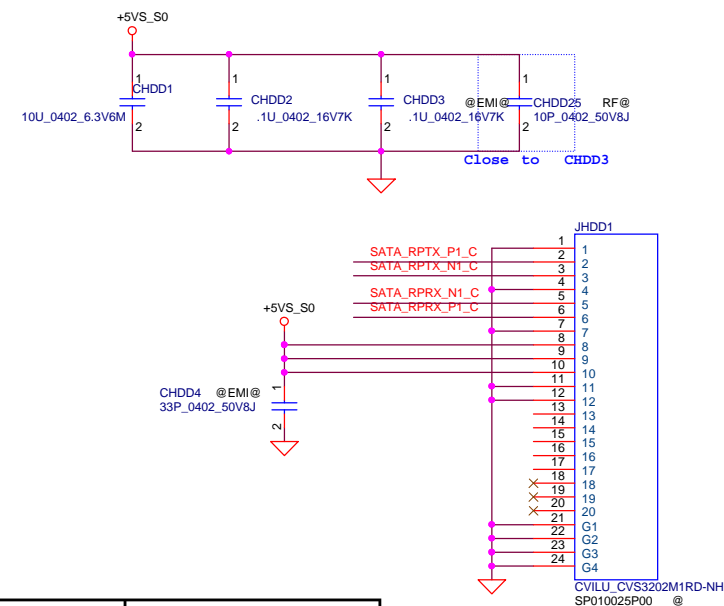 +5VS_S0
1
CHDD1
10U_0402_6.3V6M
2
1
CHDD2
.1U_0402_16V7K
2
1
CHDD3
.1U_0402_16V7K
2
@EMI@
1
CHDD25
RF@
10P_0402_50V8J
2
Close to CHDD3
JHDD1
1 1
SATA_RPTX_P1_C 2 2
SATA_RPTX_N1_C 3 3
4 4
SATA_RPRX_N1_C 5 5
SATA_RPRX_P1_C 6 6
7 7
+5VS_S0
8 8
9 9
10 10
11 11
12 12
13 13
14 14
15 15
16 16
17 17
18 18
19 19
20 20
21 G1
22 G2
23 G3
24 G4
1
CHDD4 @EMI@
33P_0402_50V8J
2
CVILU_CVS3202M1RD-NH
SP010025P00 @